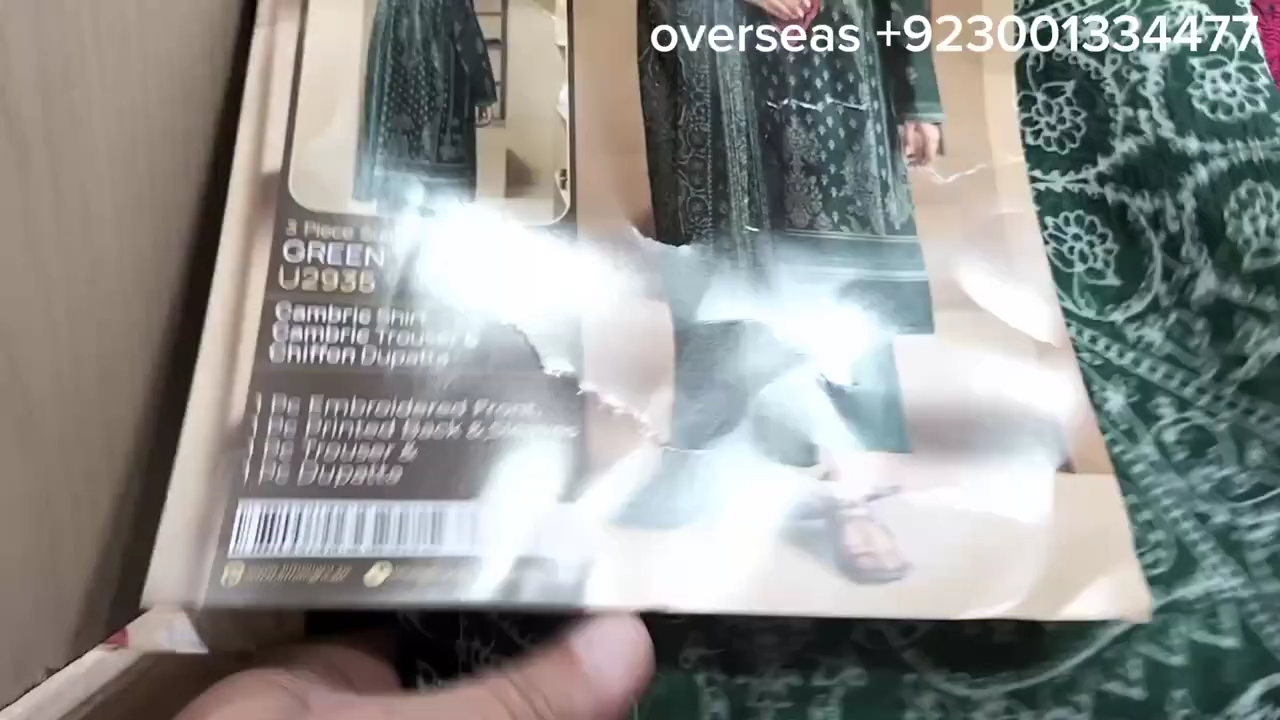 overseas +923001334477
3 Piece
GREEN
U2935
Cambric Shirt
Cambric Trouser &
Chiffon Dupatta
1 Pc Embroidered Front,
1 Pc Printed Back & Sleeves
1 Pc Trouser &
1 Pc Dupatta